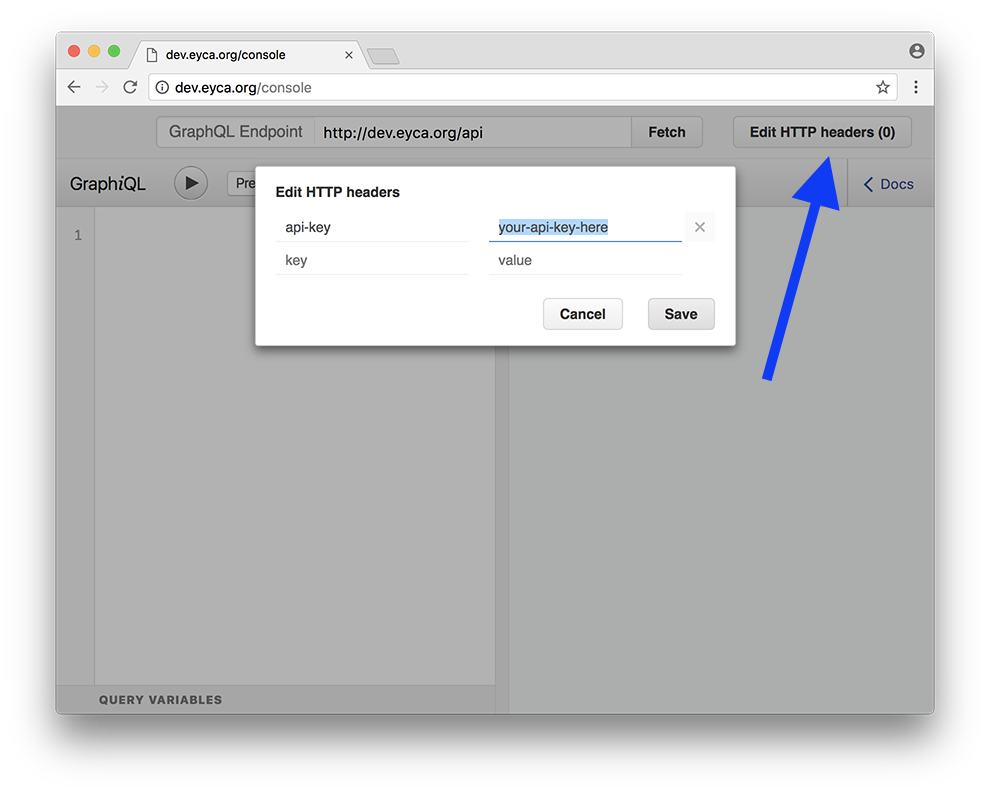 dev.eyca.org/console
dev.eyca.org/console
GraphQL Endpoint http://dev.eyca.org/api Fetch Edit HTTP headers (0)
GraphiQL Pre Docs
Edit HTTP headers
api-key your-api-key-here
key value
Cancel Save
1
QUERY VARIABLES